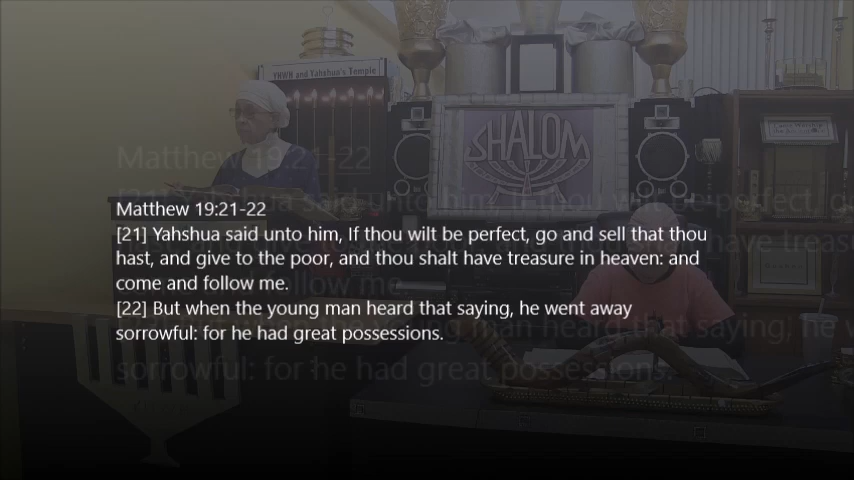 YHWH and Yahshua's Temple
SHALOM
Matthew 19:21-22
[21] Yahshua said unto him, If thou wilt be perfect, go and sell that thou
hast, and give to the poor, and thou shalt have treasure in heaven: and
come and follow me.
[22] But when the young man heard that saying, he went away
sorrowful: for he had great possessions.